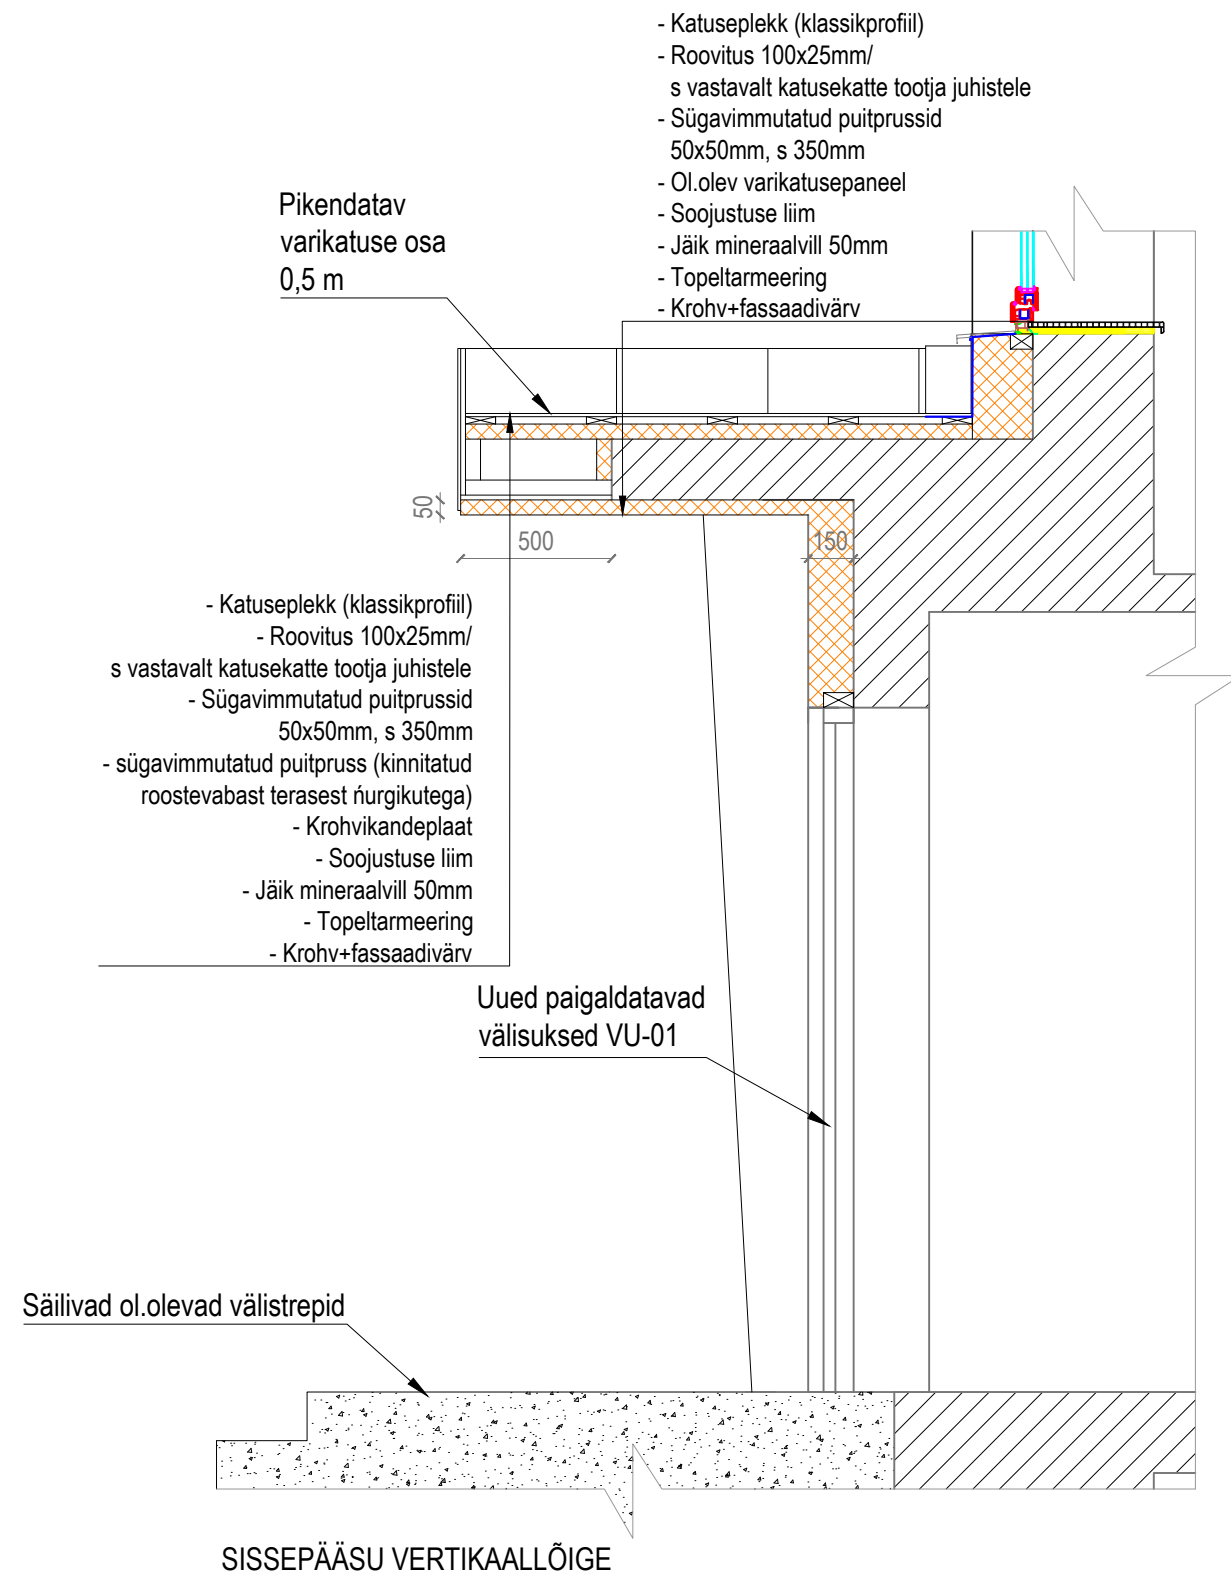 - Katuseplekk (klassikprofiil)
- Roovitus 100x25mm/
s vastavalt katusekatte tootja juhistele
- Sügavimmutatud puitprussid
50x50mm, s 350mm
- Ol.olev varikatusepaneel
- Soojustuse liim
- Jäik mineraalvill 50mm
- Topeltarmeering
- Krohv+fassaadivärv
Pikendatav
varikatuse osa
0,5 m
50
500
150
- Katuseplekk (klassikprofiil)
- Roovitus 100x25mm/
s vastavalt katusekatte tootja juhistele
- Sügavimmutatud puitprussid
50x50mm, s 350mm
- sügavimmutatud puitpruss (kinnitatud
roostevabast terasest ńurgikutega)
- Krohvikandeplaat
- Soojustuse liim
- Jäik mineraalvill 50mm
- Topeltarmeering
- Krohv+fassaadivärv
Uued paigaldatavad
välisuksed VU-01
Säilivad ol.olevad välistrepid
SISSEPÄÄSU VERTIKAALLÕIGE